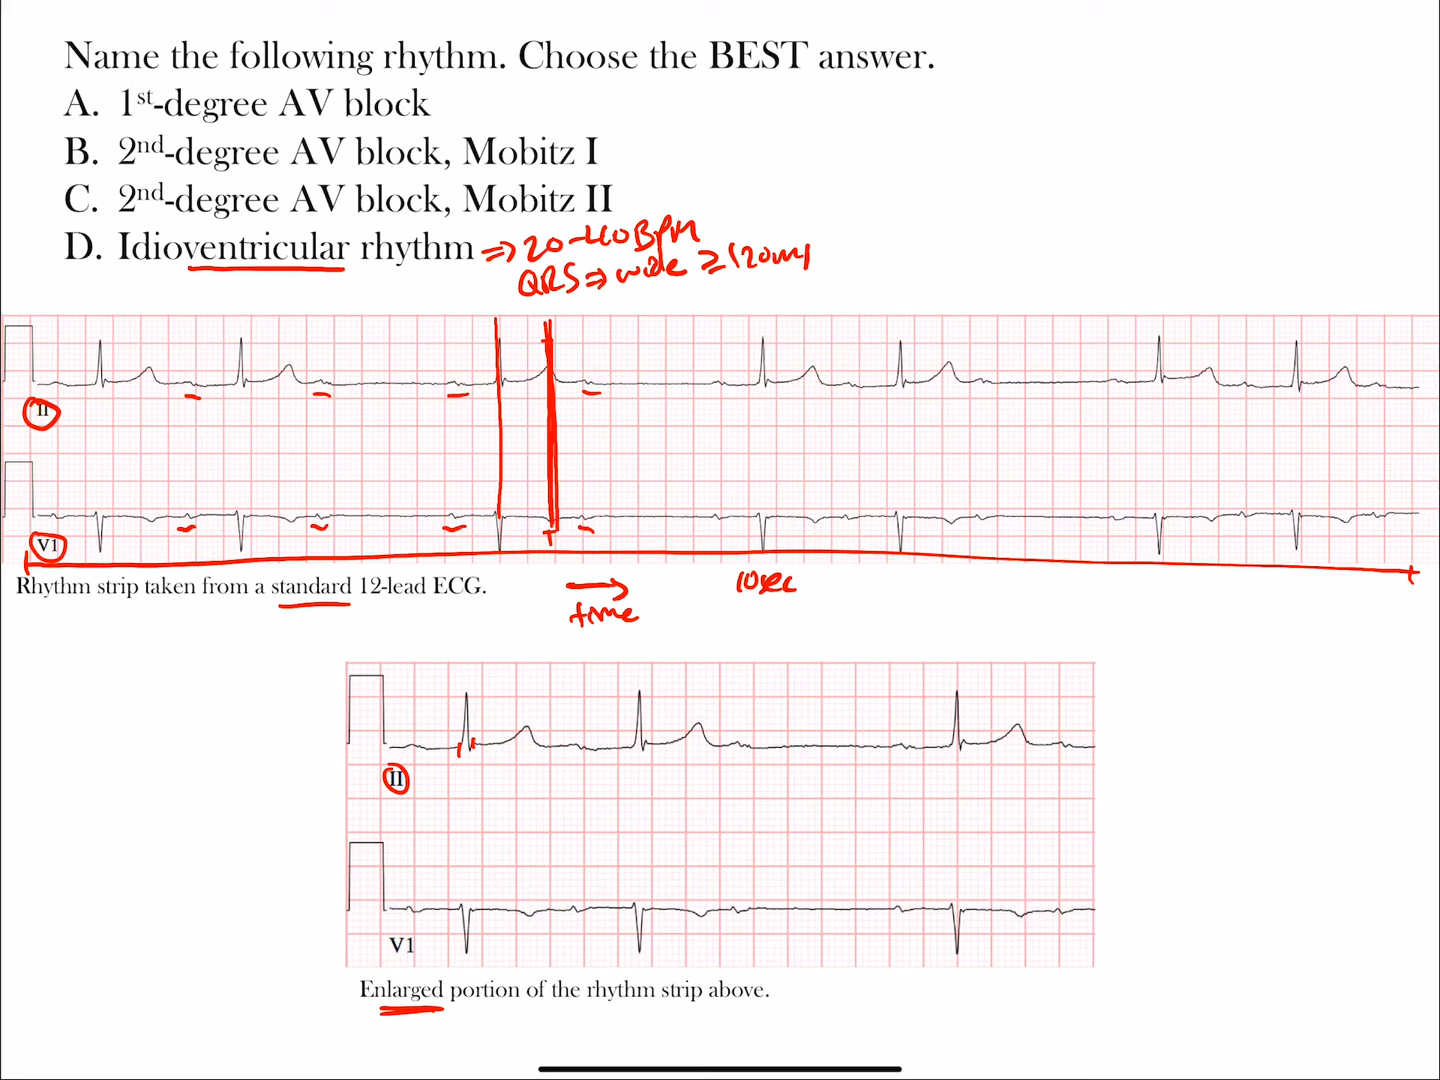 Name the following rhythm. Choose the BEST answer.
A. 1st-degree AV block
B. 2nd-degree AV block, Mobitz I
C. 2nd-degree AV block, Mobitz II
D. Idioventricular rhythm ⇒ 20-40 BPM
QRS ⇒ wide ≥ 120ms
II
V1
Rhythm strip taken from a standard 12-lead ECG.
→
time
10sec
II
V1
Enlarged portion of the rhythm strip above.